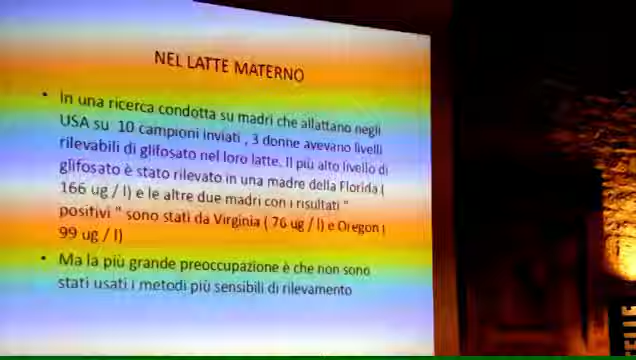 NEL LATTE MATERNO
• In una ricerca condotta su madri che allattano negli
USA su 10 campioni inviati , 3 donne avevano livelli
rilevabili di glifosato nel loro latte. Il più alto livello di
glifosato è stato rilevato in una madre della Florida (
166 ug / l) e le altre due madri con i risultati "
positivi " sono stati da Virginia ( 76 ug / l) e Oregon (
99 ug / l)
• Ma la più grande preoccupazione è che non sono
stati usati i metodi più sensibili di rilevamento
ELLE